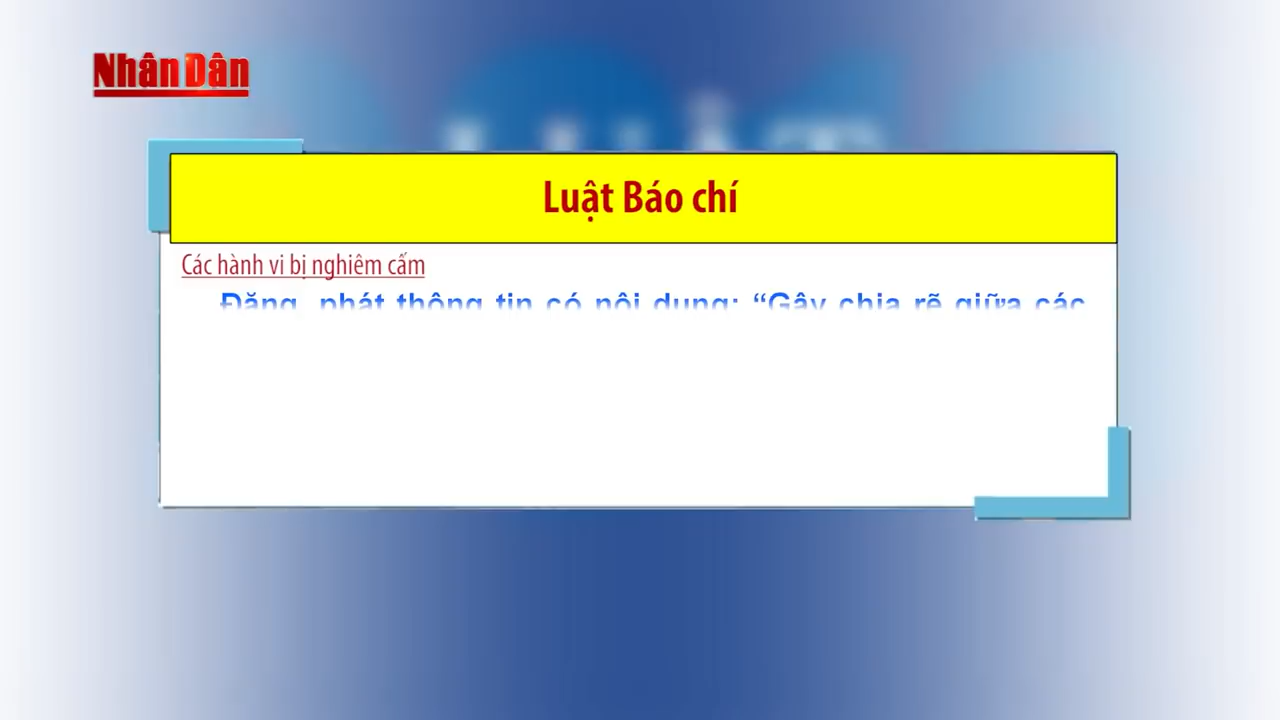 Nhân Dân
Luật Báo chí
Các hành vi bị nghiêm cấm
Đăng, phát thông tin có nội dung: “Gây chia rẽ giữa các